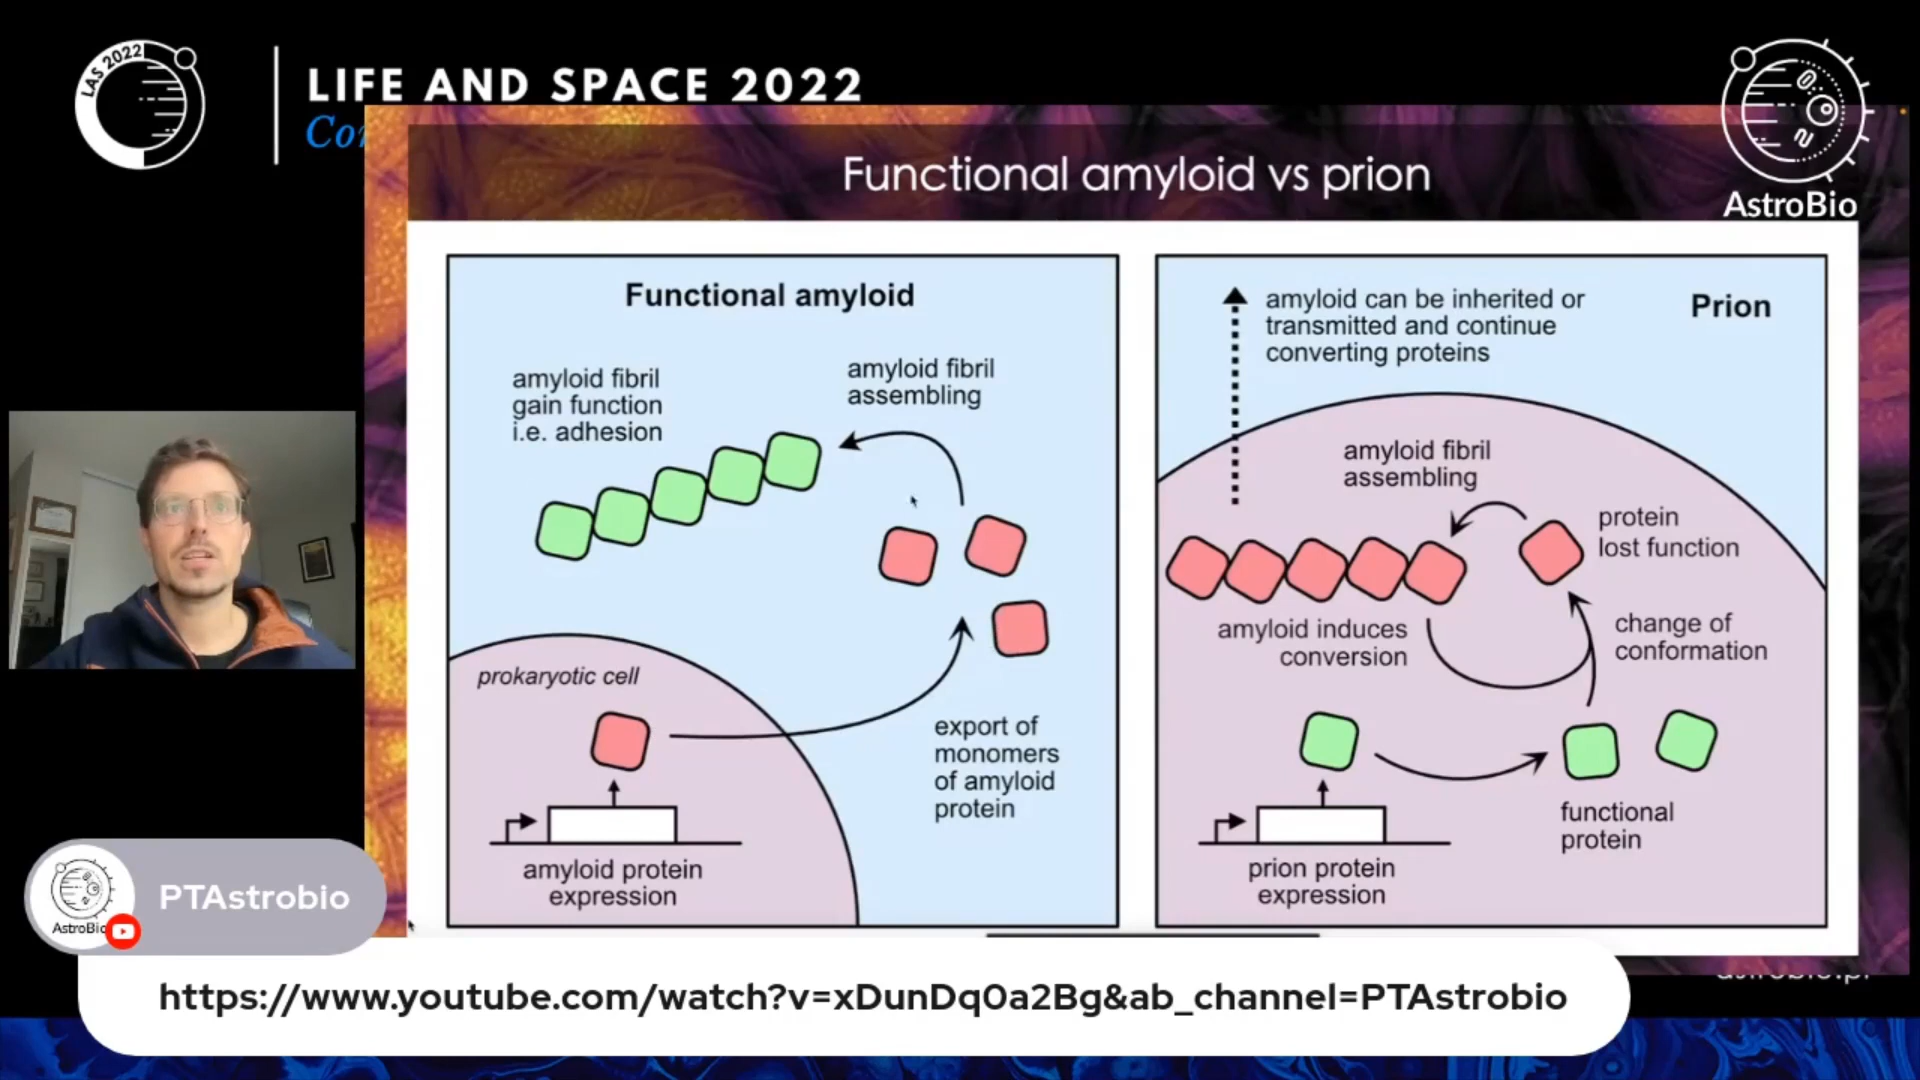 LAS 2022
LIFE AND SPACE 2022
AstroBio
Functional amyloid vs prion
Functional amyloid
amyloid fibril
gain function
i.e. adhesion
amyloid fibril
assembling
prokaryotic cell
export of
monomers
of amyloid
protein
amyloid protein
expression
Prion
amyloid can be inherited or
transmitted and continue
converting proteins
amyloid fibril
assembling
protein
lost function
amyloid induces
conversion
change of
conformation
functional
protein
prion protein
expression
AstroBio
PTAstrobio
https://www.youtube.com/watch?v=xDunDq0a2Bg&ab_channel=PTAstrobio